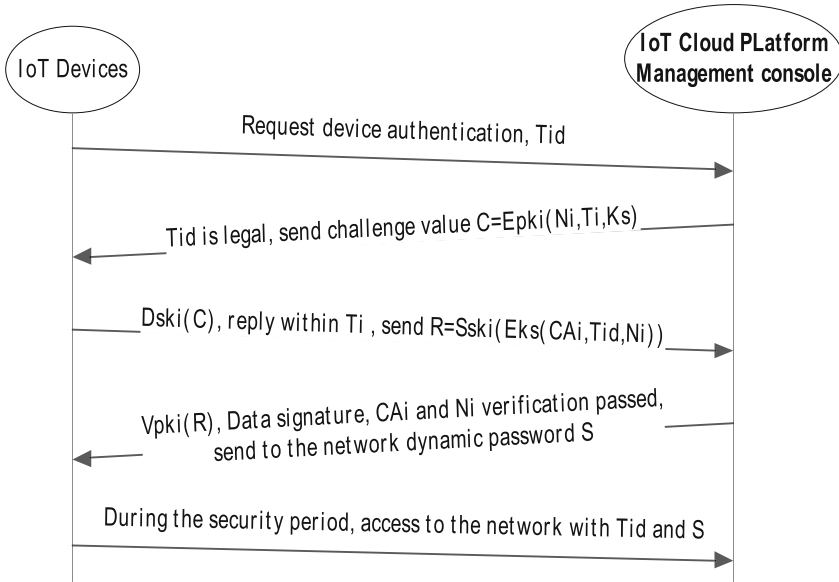 IoT Devices
IoT Cloud PLatform
Management console
Request device authentication, Tid
Tid is legal, send challenge value C=Epki(Ni,Ti,Ks)
Dski(C), reply within Ti , send R=Sski(Eks(CAi,Tid,Ni))
Vpki(R), Data signature, CAi and Ni verification passed,
send to the network dynamic password S
During the security period, access to the network with Tid and S